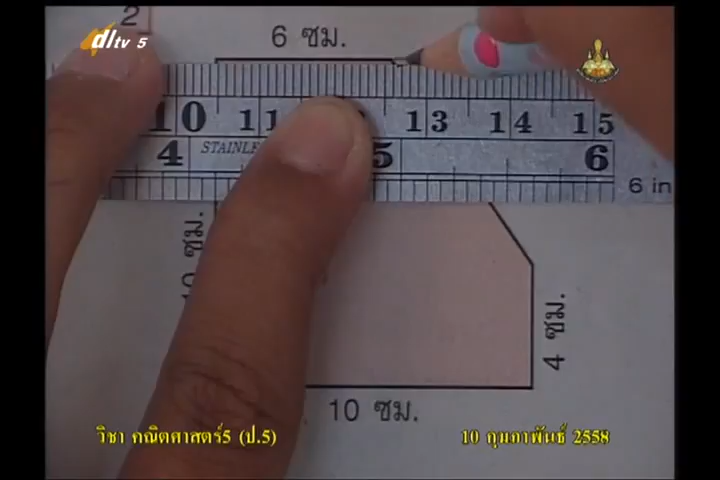 2
dltv 5
6 ซม.
10 11 13 14 15
STAINLE
4 5 6
6 in
10 ซม.
4 ซม.
10 ซม.
วิชา คณิตศาสตร์5 (ป.5)
10 กุมภาพันธ์ 2558